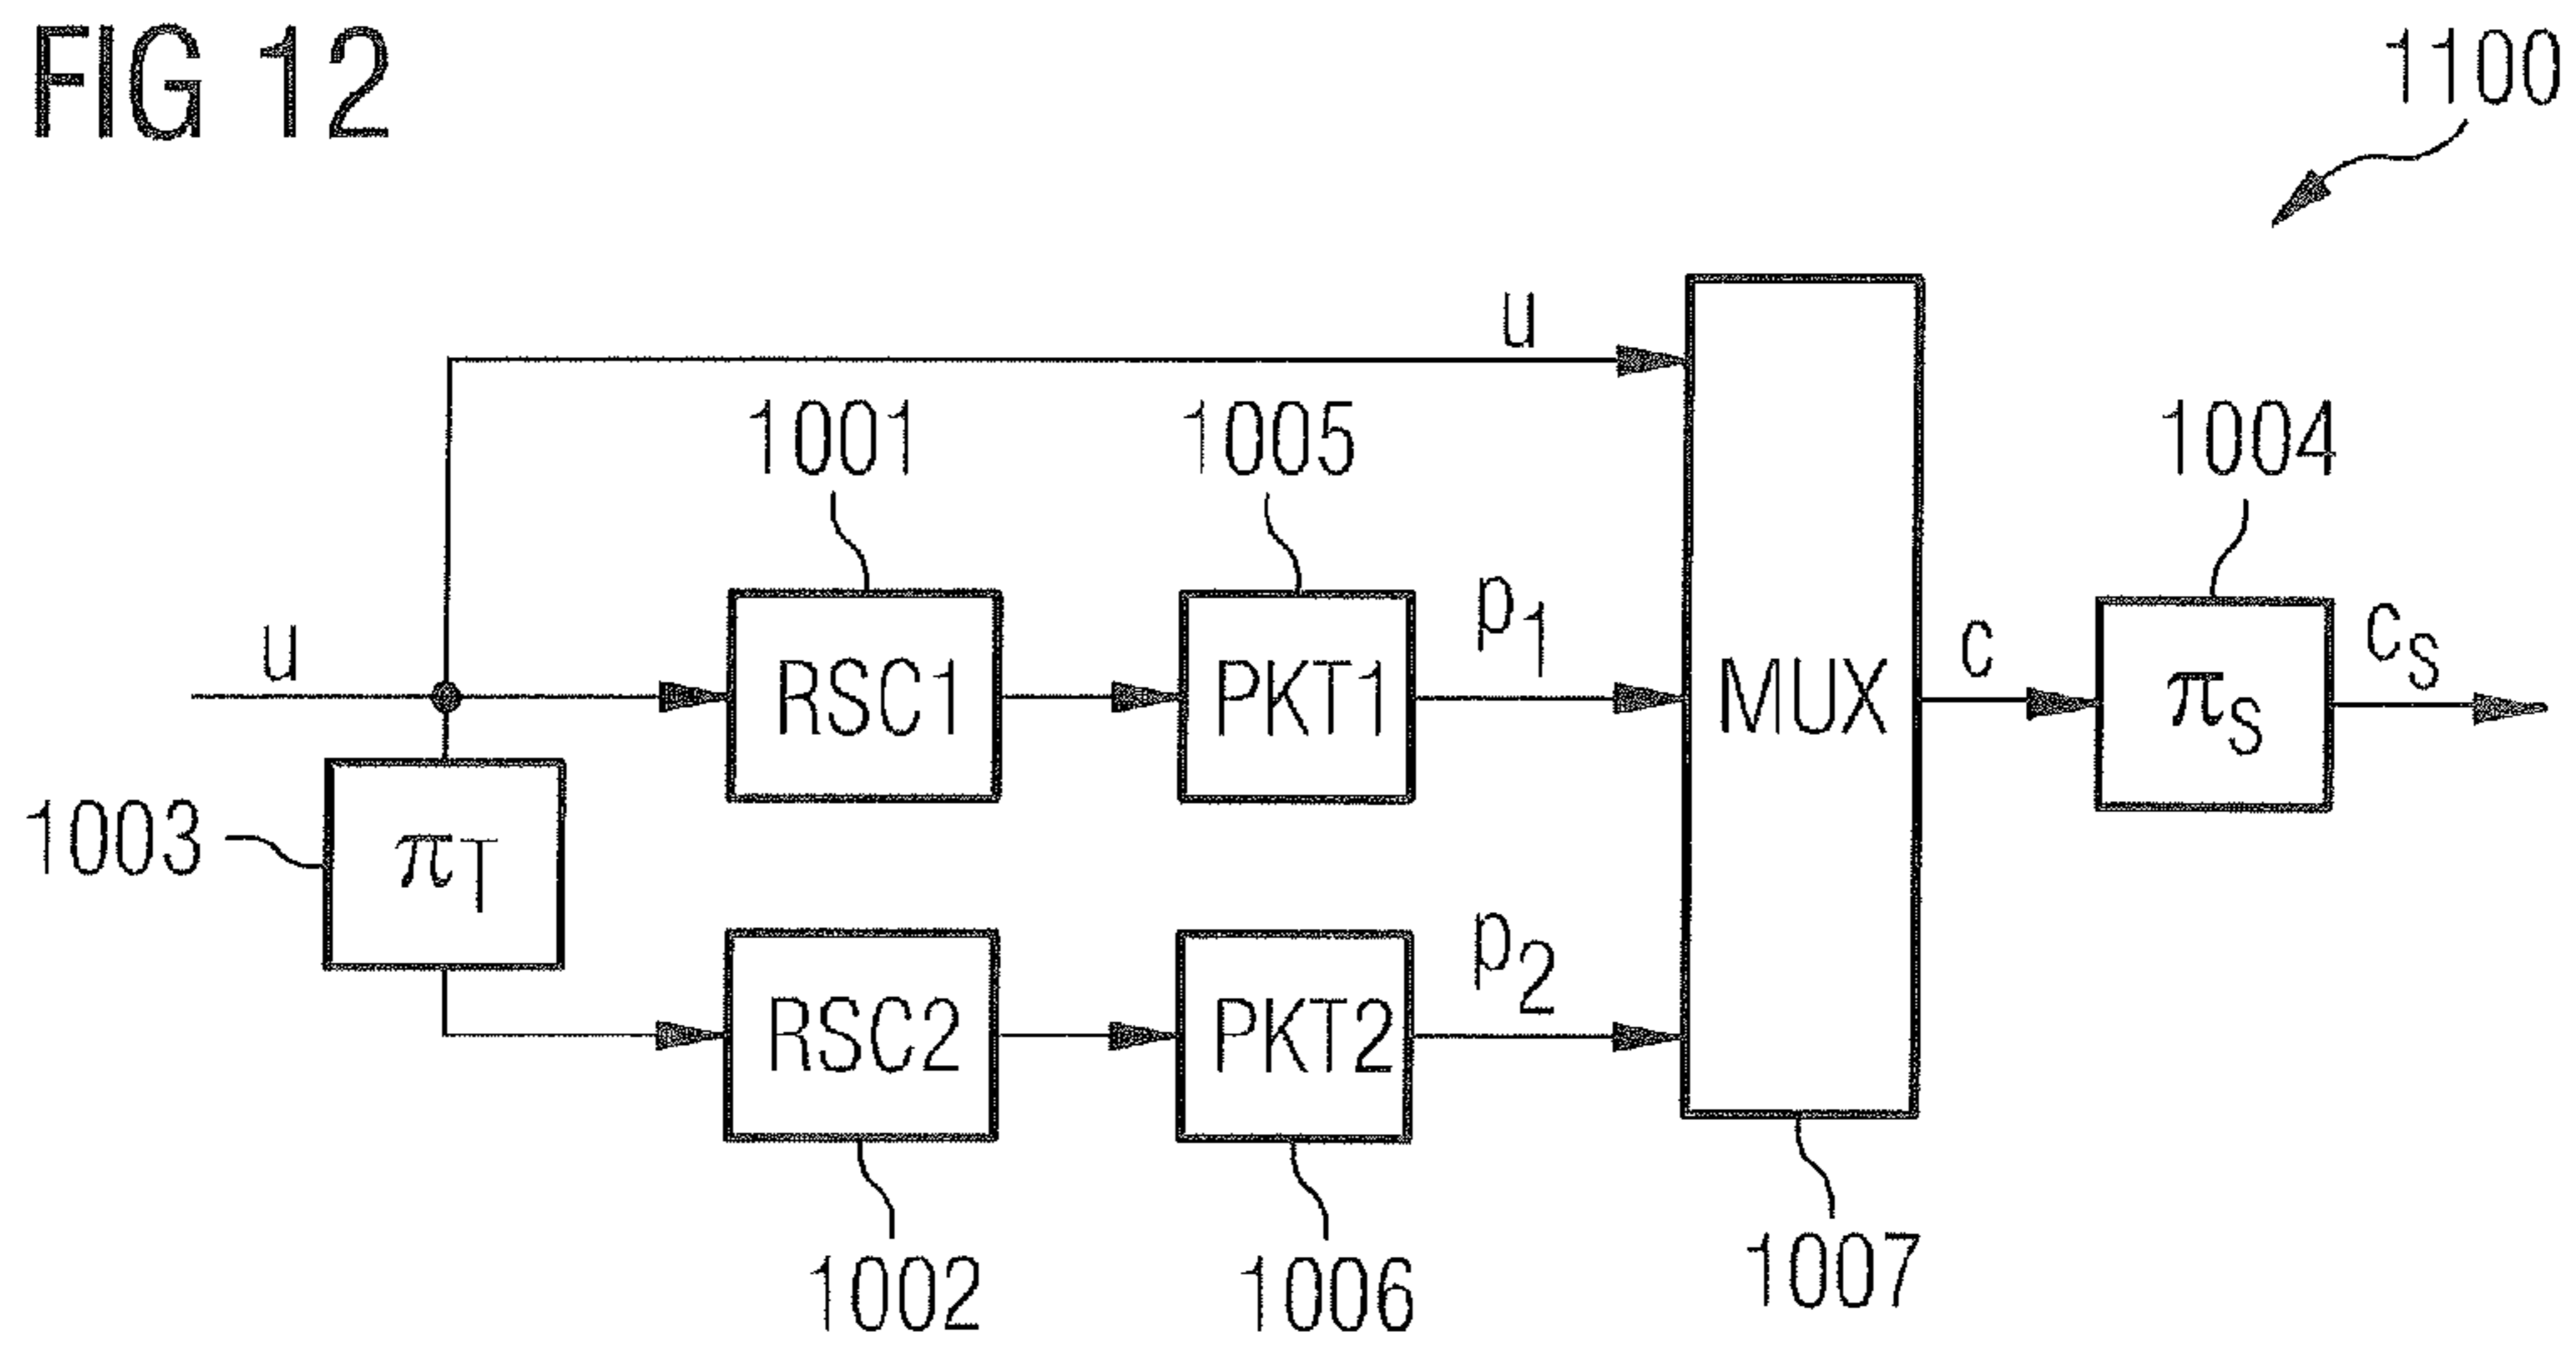 FIG 12
1100
u
1001
1005
1004
u
p1
c
cS
RSC1
PKT1
MUX
πS
1003
πT
p2
RSC2
PKT2
1002
1006
1007